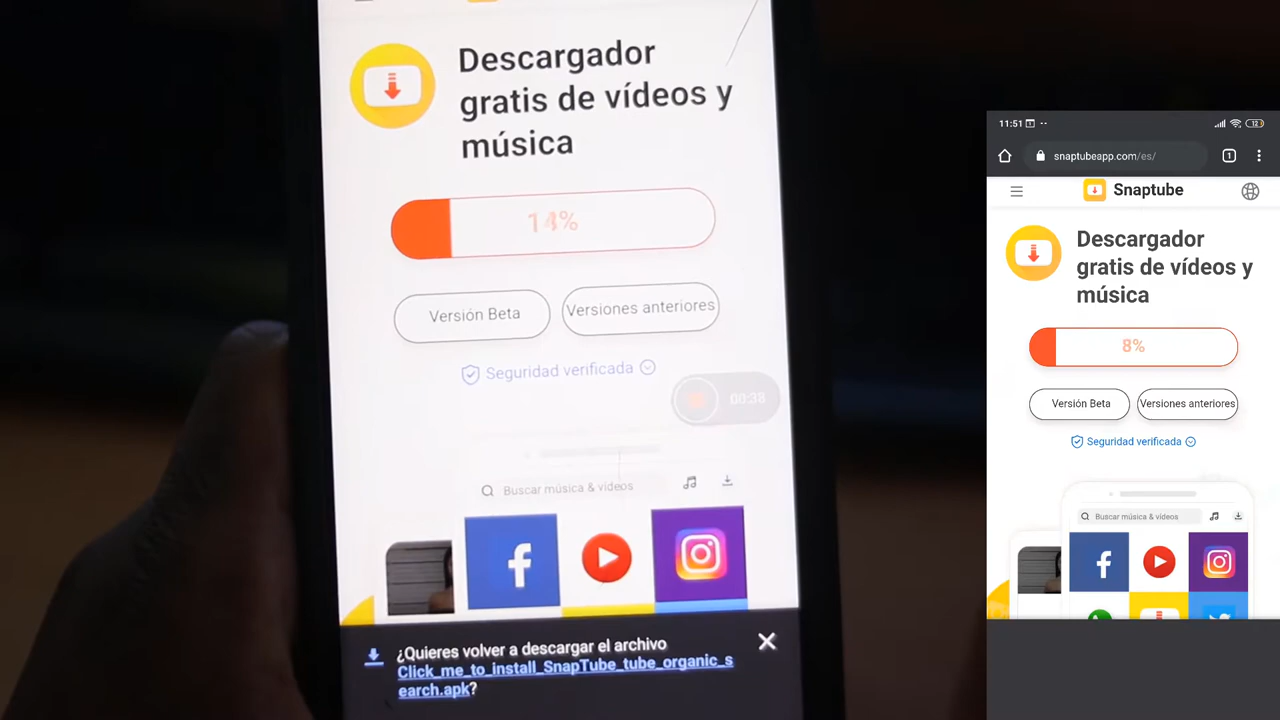 Descargador
gratis de vídeos y
música
Versión Beta
Versiones anteriores
Seguridad verificada
00:38
Buscar música & vídeos
¿Quieres volver a descargar el archivo
Click_me_to_install_SnapTube_tube_organic_s
earch.apk?
11:51
12
snaptubeapp.com/es/
1
Snaptube
Descargador
gratis de vídeos y
música
8%
Versión Beta
Versiones anteriores
Seguridad verificada
Buscar música & vídeos